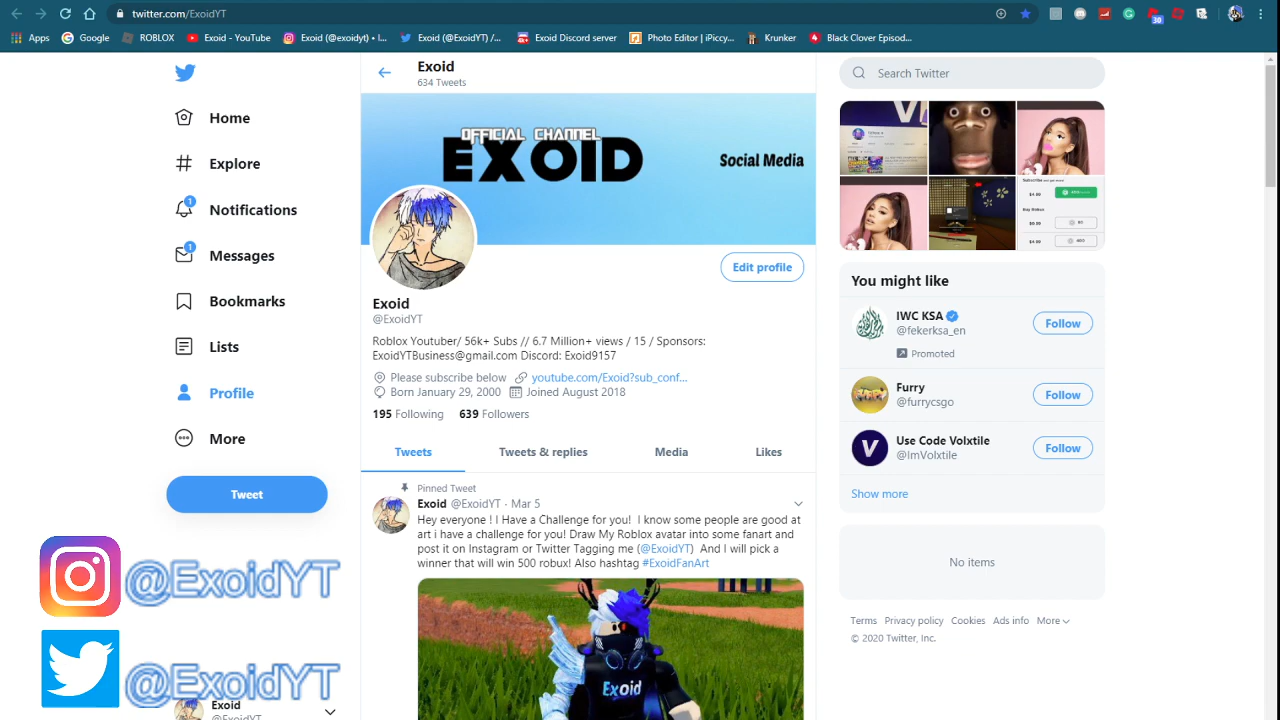 twitter.com/ExoidYT
30
Apps
Google
ROBLOX
Exoid - YouTube
Exoid (@exoidyt) • I...
Exoid (@ExoidYT) /...
Exoid Discord server
Photo Editor | iPiccy...
Krunker
Black Clover Episod...
Home
Explore
1
Notifications
1
Messages
Bookmarks
Lists
Profile
More
Tweet
@ExoidYT
@ExoidYT
Exoid
@ExoidYT
Exoid
634 Tweets
OFFICIAL CHANNEL
EXOID
Social Media
Edit profile
Exoid
@ExoidYT
Roblox Youtuber/ 56k+ Subs // 6.7 Million+ views / 15 / Sponsors:
ExoidYTBusiness@gmail.com Discord: Exoid9157
Please subscribe below youtube.com/Exoid?sub_conf...
Born January 29, 2000 Joined August 2018
195 Following 639 Followers
Tweets
Tweets & replies
Media
Likes
Pinned Tweet
Exoid @ExoidYT · Mar 5
Hey everyone ! I Have a Challenge for you! I know some people are good at
art i have a challenge for you! Draw My Roblox avatar into some fanart and
post it on Instagram or Twitter Tagging me (@ExoidYT) And I will pick a
winner that will win 500 robux! Also hashtag #ExoidFanArt
Exoid
Search Twitter
You might like
IWC KSA
@fekerksa_en
Promoted
Follow
Furry
@furrycsgo
Follow
Use Code Volxtile
@ImVolxtile
Follow
Show more
No items
Terms Privacy policy Cookies Ads info More
© 2020 Twitter, Inc.